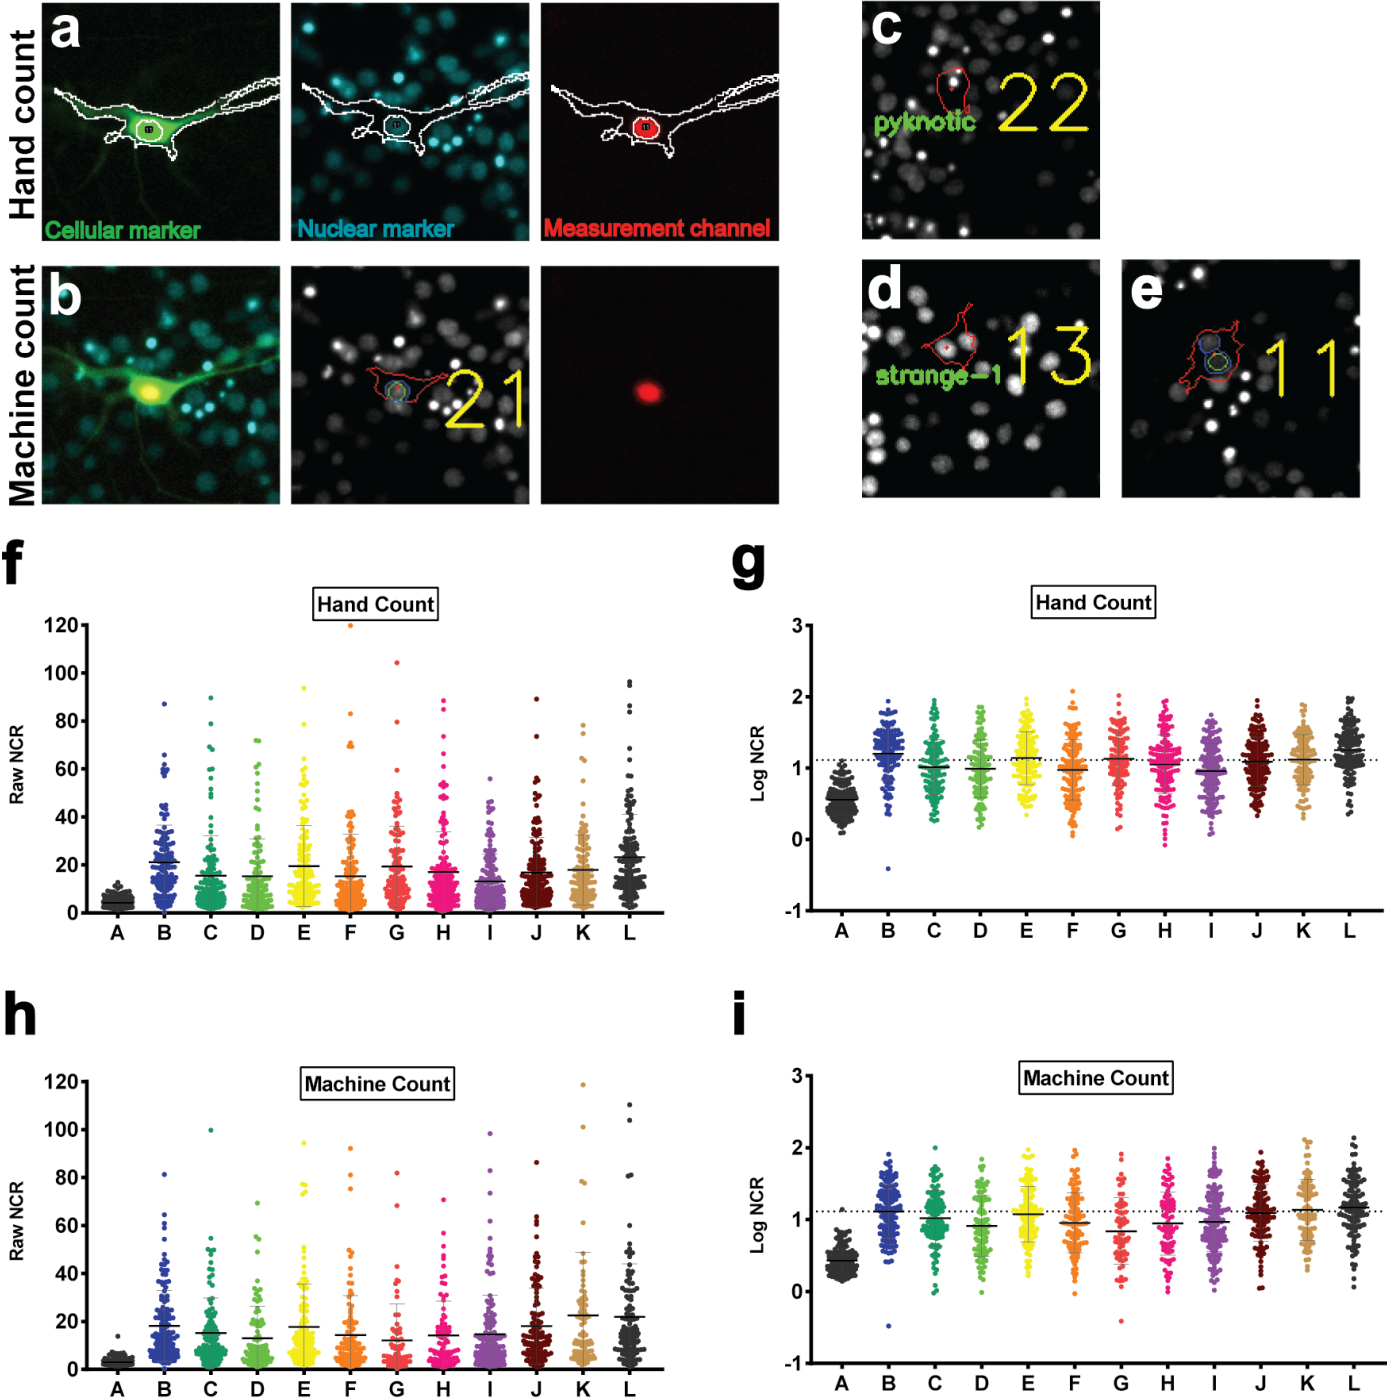 a
c
Hand count
22
pyknotic
Cellular marker
Nuclear marker
Measurement channel
b
d
e
Machine count
21
13
strange-1
11
f
g
Hand Count
Hand Count
120
100
80
60
40
20
0
Raw NCR
A B C D E F G H I J K L
3
2
1
0
-1
Log NCR
A B C D E F G H I J K L
h
i
Machine Count
Machine Count
120
100
80
60
40
20
0
Raw NCR
A B C D E F G H I J K L
3
2
1
0
-1
Log NCR
A B C D E F G H I J K L